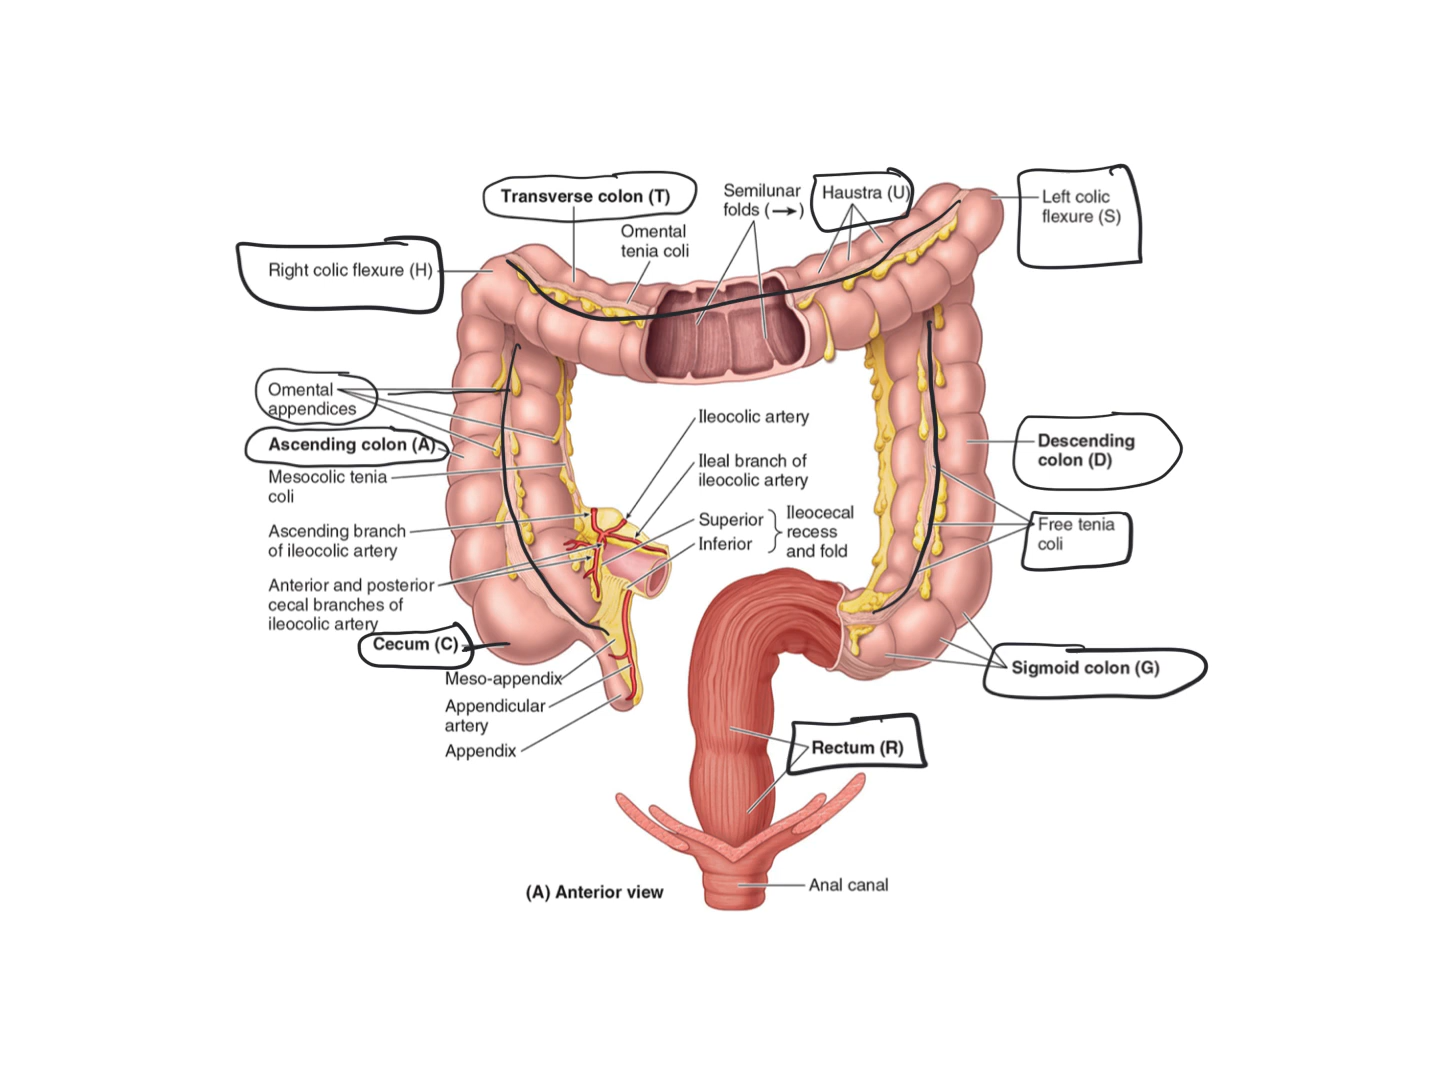 Transverse colon (T)
Semilunar
folds (→)
Haustra (U)
Left colic
flexure (S)
Omental
tenia coli
Right colic flexure (H)
Omental
appendices
Ascending colon (A)
Mesocolic tenia
coli
Ascending branch
of ileocolic artery
Anterior and posterior
cecal branches of
ileocolic artery
Cecum (C)
Meso-appendix
Appendicular
artery
Appendix
Ileocolic artery
Ileal branch of
ileocolic artery
Superior
Inferior
Ileocecal
recess
and fold
Descending
colon (D)
Free tenia
coli
Sigmoid colon (G)
Rectum (R)
Anal canal
(A) Anterior view